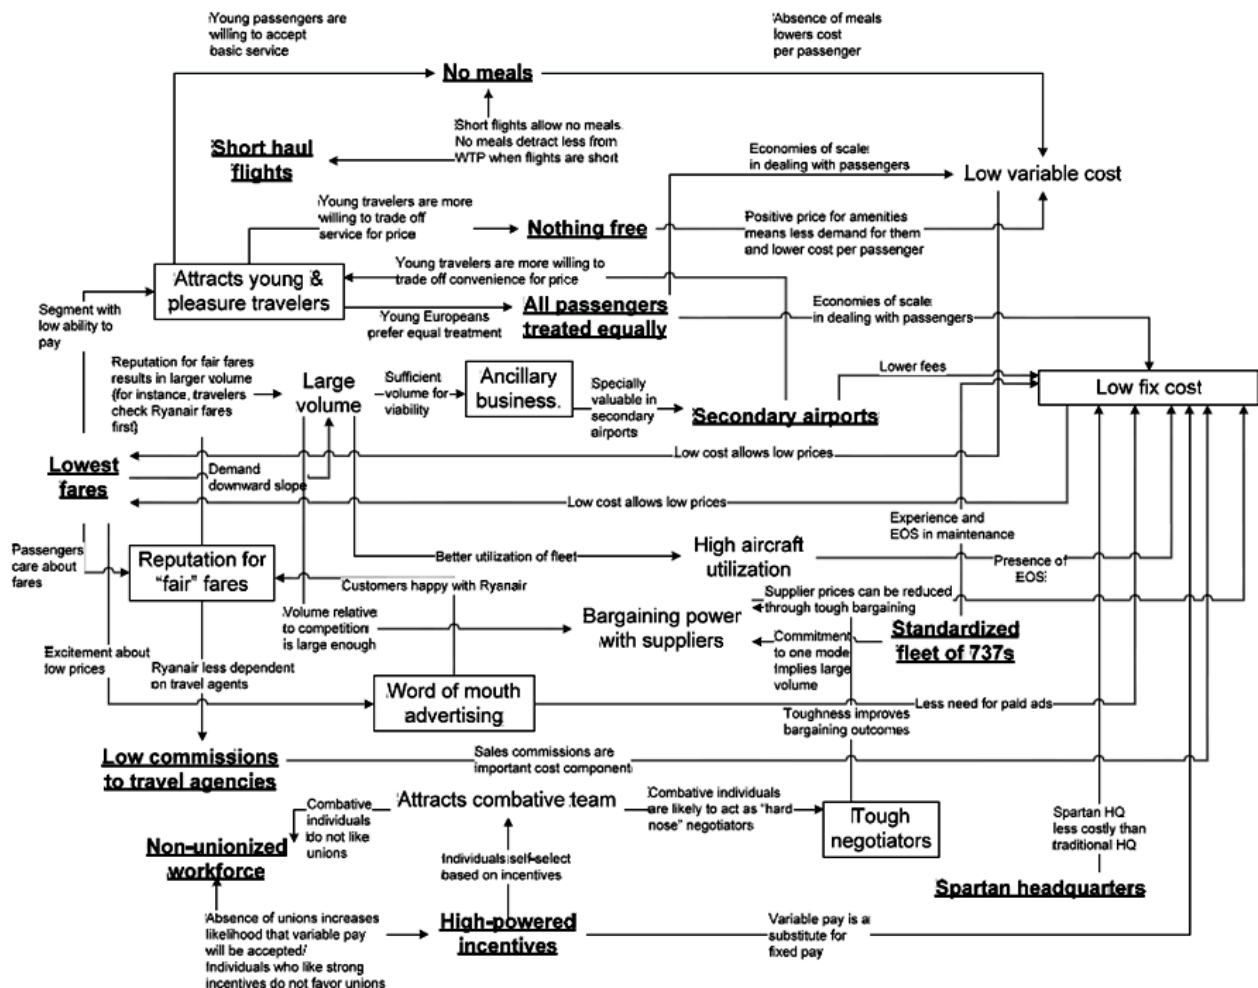 Young passengers are
willing to accept
basic service
Absence of meals
lowers cost
per passenger
No meals
Short flights allow no meals.
No meals detract less from
WTP when flights are short
Short haul
flights
Economies of scale
in dealing with passengers
Low variable cost
Young travelers are more
willing to trade off
service for price
Nothing free
Positive price for amenities
means less demand for them
and lower cost per passenger
Attracts young &
pleasure travelers
Young travelers are more willing to
trade off convenience for price
Segment with
low ability to
pay
Young Europeans
prefer equal treatment
All passengers
treated equally
Economies of scale
in dealing with passengers
Reputation for fair fares
results in larger volume
(for instance, travelers
check Ryanair fares
first)
Large
volume
Sufficient
volume for
viability
Ancillary
business.
Specially
valuable in
secondary
airports
Secondary airports
Lower fees
Low fix cost
Lowest
fares
Demand
downward slope
Low cost allows low prices
Low cost allows low prices
Experience and
EOS in maintenance
Passengers
care about
fares
Reputation for
"fair" fares
Better utilization of fleet
High aircraft
utilization
Presence of
EOS
Customers happy with Ryanair
Supplier prices can be reduced
through tough bargaining
Volume relative
to competition
is large enough
Bargaining power
with suppliers
Commitment
to one mode
Implies large
volume
Standardized
fleet of 737s
Excitement about
low prices
Ryanair less dependent
on travel agents
Word of mouth
advertising
Less need for paid ads
Toughness improves
bargaining outcomes
Low commissions
to travel agencies
Sales commissions are
important cost component
Combative
individuals
do not like
unions
Attracts combative team
Combative individuals
are likely to act as "hard
nose" negotiators
Tough
negotiators
Spartan HQ
less costly than
traditional HQ
Non-unionized
workforce
Individuals self-select
based on incentives
Spartan headquarters
Absence of unions increases
likelihood that variable pay
will be accepted/
Individuals who like strong
incentives do not favor unions
High-powered
incentives
Variable pay is a
substitute for
fixed pay